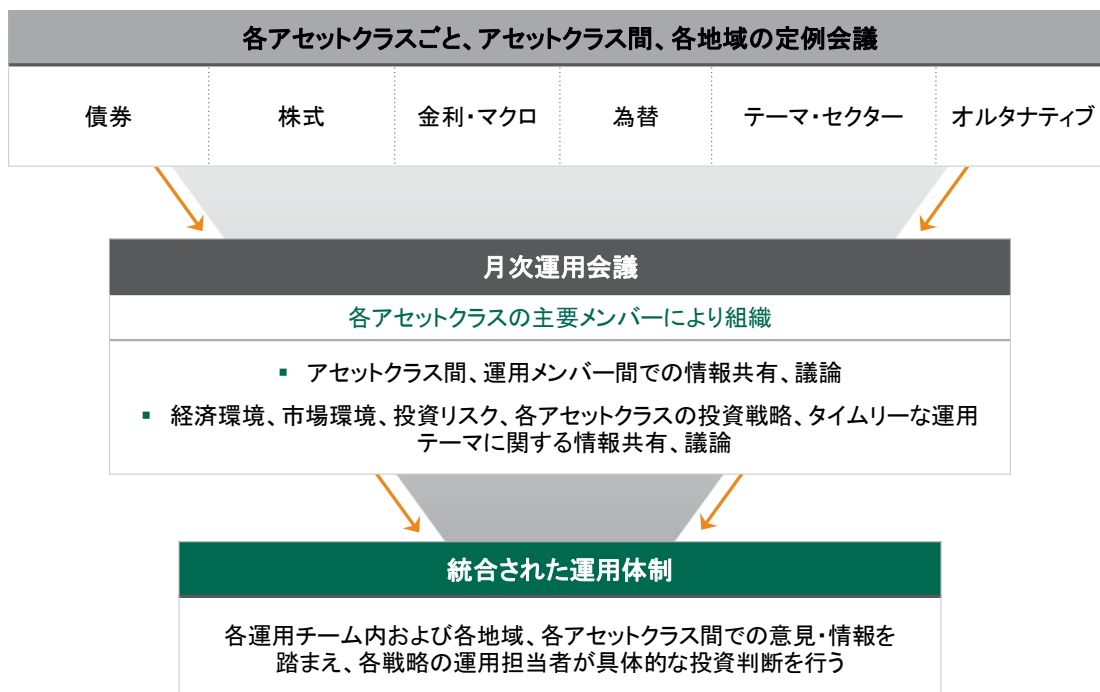 各アセットクラスごと、アセットクラス間、各地域の定例会議
債券 株式 金利・マクロ 為替 テーマ・セクター オルタナティブ
月次運用会議
各アセットクラスの主要メンバーにより組織
▪ アセットクラス間、運用メンバー間での情報共有、議論
▪ 経済環境、市場環境、投資リスク、各アセットクラスの投資戦略、タイムリーな運用
テーマに関する情報共有、議論
統合された運用体制
各運用チーム内および各地域、各アセットクラス間での意見・情報を
踏まえ、各戦略の運用担当者が具体的な投資判断を行う